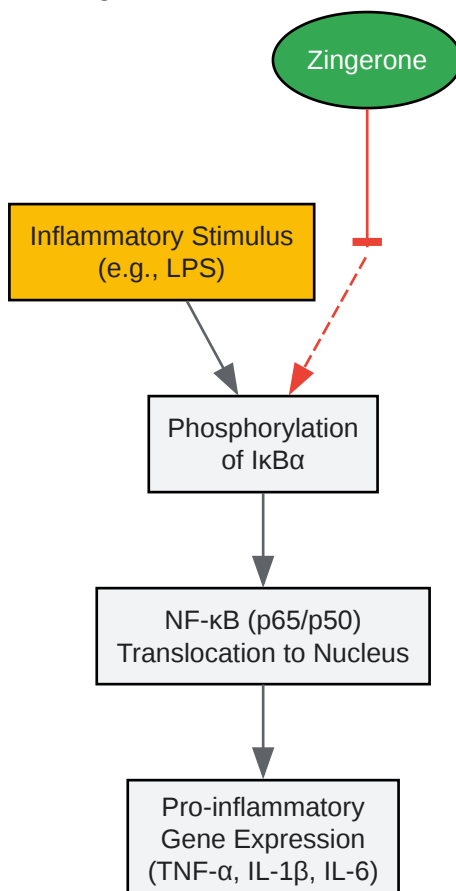 Zingerone
Inflammatory Stimulus
(e.g., LPS)
Phosphorylation
of IκBα
NF-κB (p65/p50)
Translocation to Nucleus
Pro-inflammatory
Gene Expression
(TNF-α, IL-1β, IL-6)